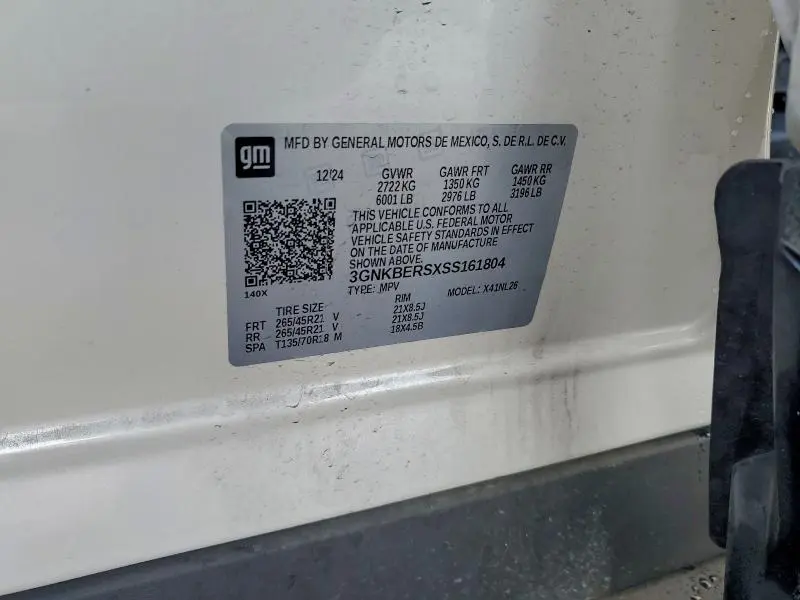 gm
MFD BY GENERAL MOTORS DE MEXICO, S. DE R.L. DE C.V.
12/24 GVWR GAWR FRT GAWR RR
2722 KG 1350 KG 1450 KG
6001 LB 2976 LB 3196 LB
THIS VEHICLE CONFORMS TO ALL
APPLICABLE U.S. FEDERAL MOTOR
VEHICLE SAFETY STANDARDS IN EFFECT
ON THE DATE OF MANUFACTURE
SHOWN ABOVE.
3GNKBERSXSS161804
140X
TYPE: MPV MODEL: X41NL26
TIRE SIZE RIM
FRT 265/45R21 V 21X8.5J
RR 265/45R21 V 21X8.5J
SPA T135/70R18 M 18X4.5B